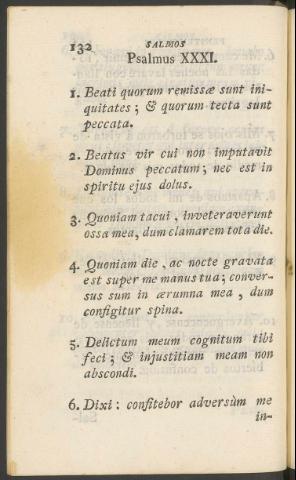 132 SALMOS
Psalmus XXXI.
1. Beati quorum remissæ sunt ini-
quitates ; & quorum tecta sunt
peccata.
2. Beatus vir cui non imputavit
Dominus peccatum ; nec est in
spiritu ejus dolus.
3. Quoniam tacui , inveteraverunt
ossa mea, dum clamarem tota die.
4. Quoniam die , ac nocte gravata
est super me manus tua ; conver-
sus sum in ærumna mea , dum
configitur spina.
5. Delictum meum cognitum tibi
feci ; & injustitiam meam non
abscondi.
6. Dixi : confitebor adversùm me
in-